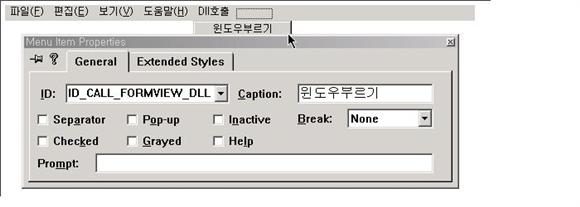 파일(F) 편집(E) 보기(V) 도움말(H) Dll호출
윈도우부르기
Menu Item Properties
General Extended Styles
ID: ID_CALL_FORMVIEW_DLL Caption: 윈도우부르기
Separator Pop-up Inactive Break: None
Checked Grayed Help
Prompt: